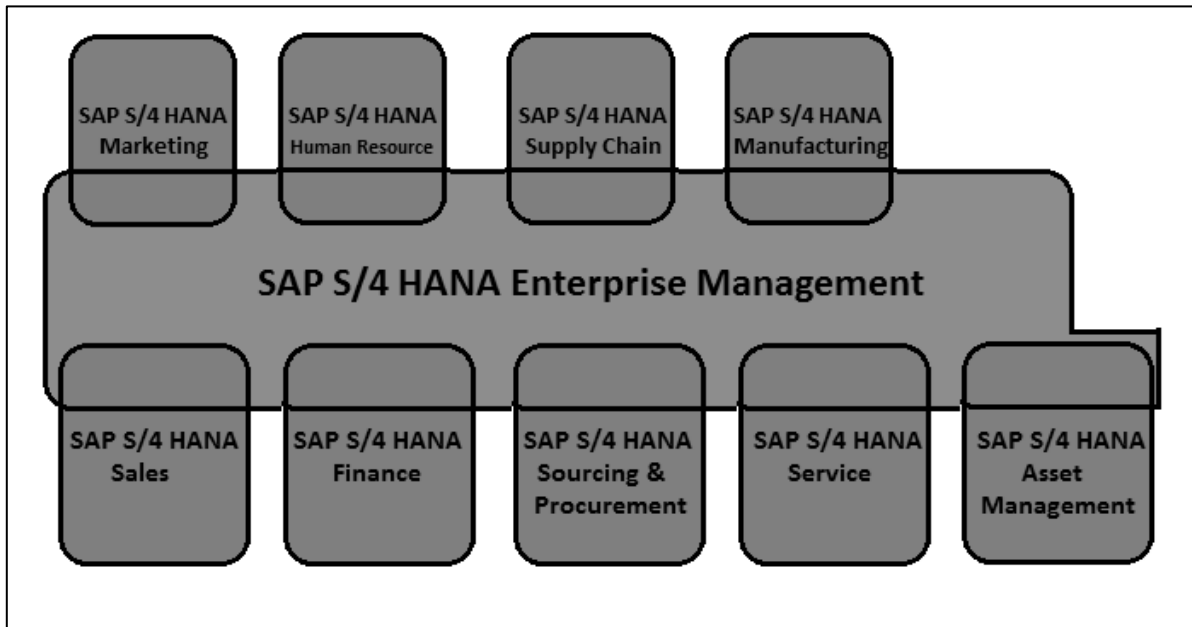 SAP S/4 HANA
Marketing
SAP S/4 HANA
Human Resource
SAP S/4 HANA
Supply Chain
SAP S/4 HANA
Manufacturing
SAP S/4 HANA Enterprise Management
SAP S/4 HANA
Sales
SAP S/4 HANA
Finance
SAP S/4 HANA
Sourcing &
Procurement
SAP S/4 HANA
Service
SAP S/4 HANA
Asset
Management